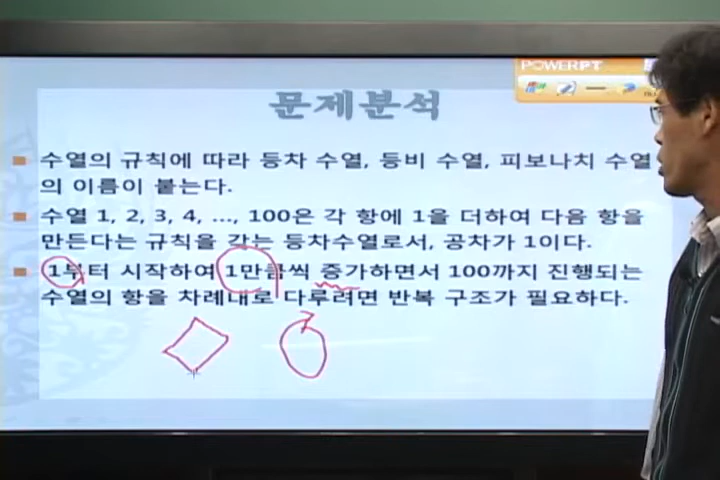 POWERPT
문제분석
수열의 규칙에 따라 등차 수열, 등비 수열, 피보나치 수열
의 이름이 붙는다.
수열 1, 2, 3, 4, …, 100은 각 항에 1을 더하여 다음 항을
만든다는 규칙을 갖는 등차수열로서, 공차가 1이다.
1부터 시작하여 1만큼씩 증가하면서 100까지 진행되는
수열의 항을 차례대로 다루려면 반복 구조가 필요하다.